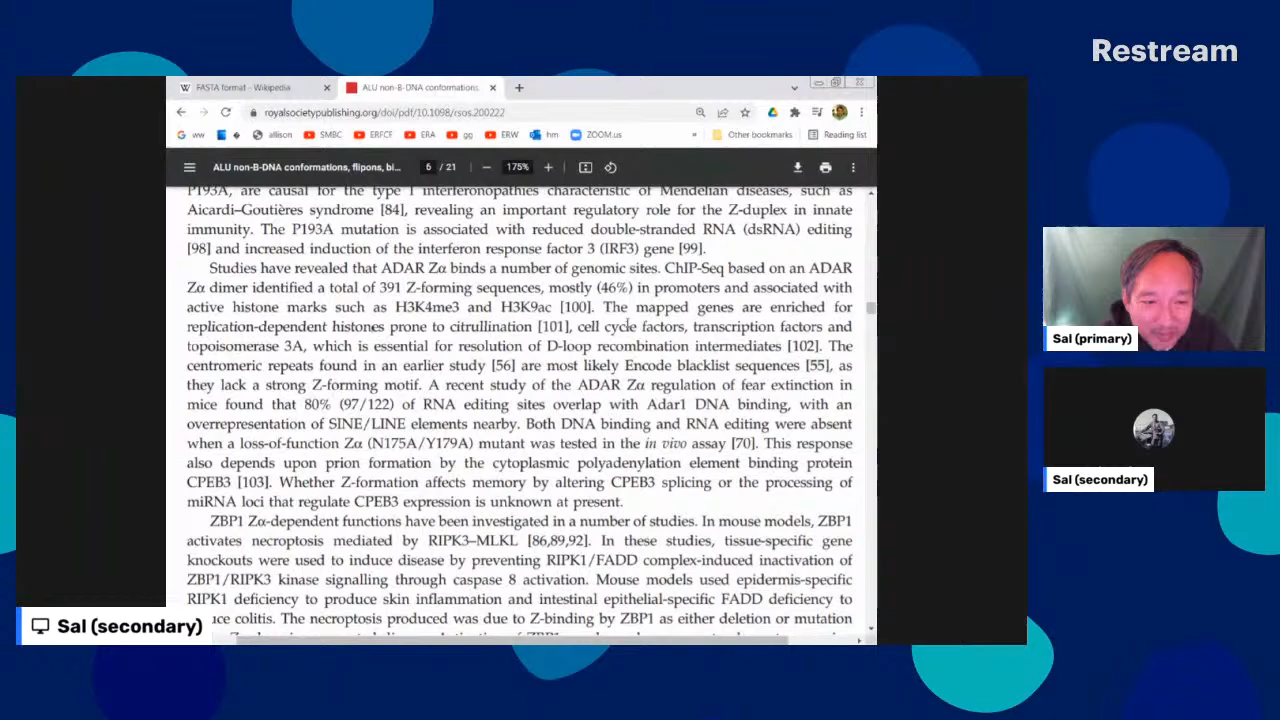 Restream
FASTA format - Wikipedia
ALU non-B-DNA conformations,
royalsocietypublishing.org/doi/pdf/10.1098/rsos.200222
ww
allison
SMBC
ERFCF
ERA
gg
ERW
hm
ZOOM.us
»
Other bookmarks
Reading list
ALU non-B-DNA conformations, flipons, bi...
6 / 21
175%
P193A, are causal for the type I interferonopathies characteristic of Mendelian diseases, such as
Aicardi–Goutières syndrome [84], revealing an important regulatory role for the Z-duplex in innate
immunity. The P193A mutation is associated with reduced double-stranded RNA (dsRNA) editing
[98] and increased induction of the interferon response factor 3 (IRF3) gene [99].
Studies have revealed that ADAR Zα binds a number of genomic sites. ChIP-Seq based on an ADAR
Zα dimer identified a total of 391 Z-forming sequences, mostly (46%) in promoters and associated with
active histone marks such as H3K4me3 and H3K9ac [100]. The mapped genes are enriched for
replication-dependent histones prone to citrullination [101], cell cycle factors, transcription factors and
topoisomerase 3A, which is essential for resolution of D-loop recombination intermediates [102]. The
centromeric repeats found in an earlier study [56] are most likely Encode blacklist sequences [55], as
they lack a strong Z-forming motif. A recent study of the ADAR Zα regulation of fear extinction in
mice found that 80% (97/122) of RNA editing sites overlap with Adar1 DNA binding, with an
overrepresentation of SINE/LINE elements nearby. Both DNA binding and RNA editing were absent
when a loss-of-function Zα (N175A/Y179A) mutant was tested in the in vivo assay [70]. This response
also depends upon prion formation by the cytoplasmic polyadenylation element binding protein
CPEB3 [103]. Whether Z-formation affects memory by altering CPEB3 splicing or the processing of
miRNA loci that regulate CPEB3 expression is unknown at present.
ZBP1 Zα-dependent functions have been investigated in a number of studies. In mouse models, ZBP1
activates necroptosis mediated by RIPK3–MLKL [86,89,92]. In these studies, tissue-specific gene
knockouts were used to induce disease by preventing RIPK1/FADD complex-induced inactivation of
ZBP1/RIPK3 kinase signalling through caspase 8 activation. Mouse models used epidermis-specific
RIPK1 deficiency to produce skin inflammation and intestinal epithelial-specific FADD deficiency to
uce colitis. The necroptosis produced was due to Z-binding by ZBP1 as either deletion or mutation
Sal (secondary)
Sal (primary)
Sal (secondary)